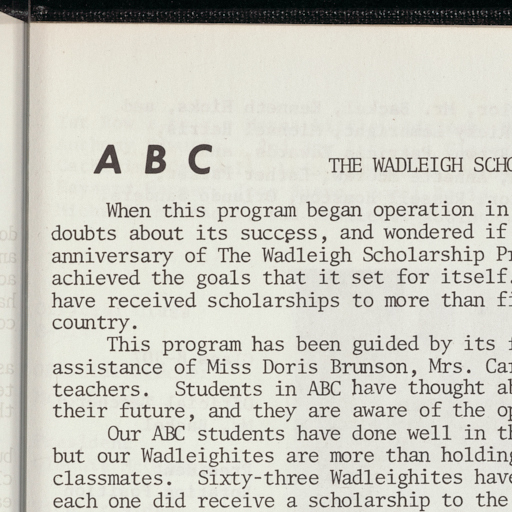 A B C THE WADLEIGH SCHO
When this program began operation in
doubts about its success, and wondered if
anniversary of The Wadleigh Scholarship Pr
achieved the goals that it set for itself.
have received scholarships to more than fi
country.
This program has been guided by its f
assistance of Miss Doris Brunson, Mrs. Car
teachers. Students in ABC have thought ab
their future, and they are aware of the op
Our ABC students have done well in th
but our Wadleighites are more than holding
classmates. Sixty-three Wadleighites have
each one did receive a scholarship to the